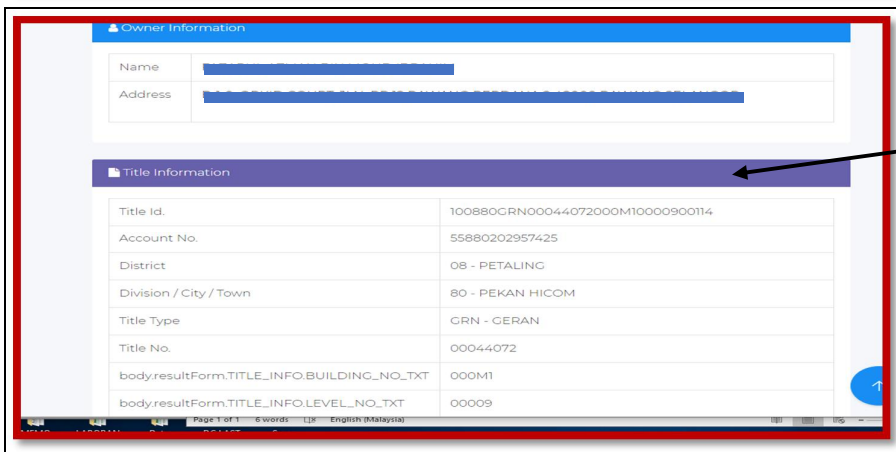 Owner Information
Name
Address
Title Information
Title Id. 100880GRN00044072000M10000900114
Account No. 55880202957425
District 08 - PETALING
Division / City / Town 80 - PEKAN HICOM
Title Type GRN - GERAN
Title No. 00044072
body.resultForm.TITLE_INFO.BUILDING_NO_TXT 000M1
body.resultForm.TITLE_INFO.LEVEL_NO_TXT 00009
Page 1 of 1 6 words English (Malaysia)